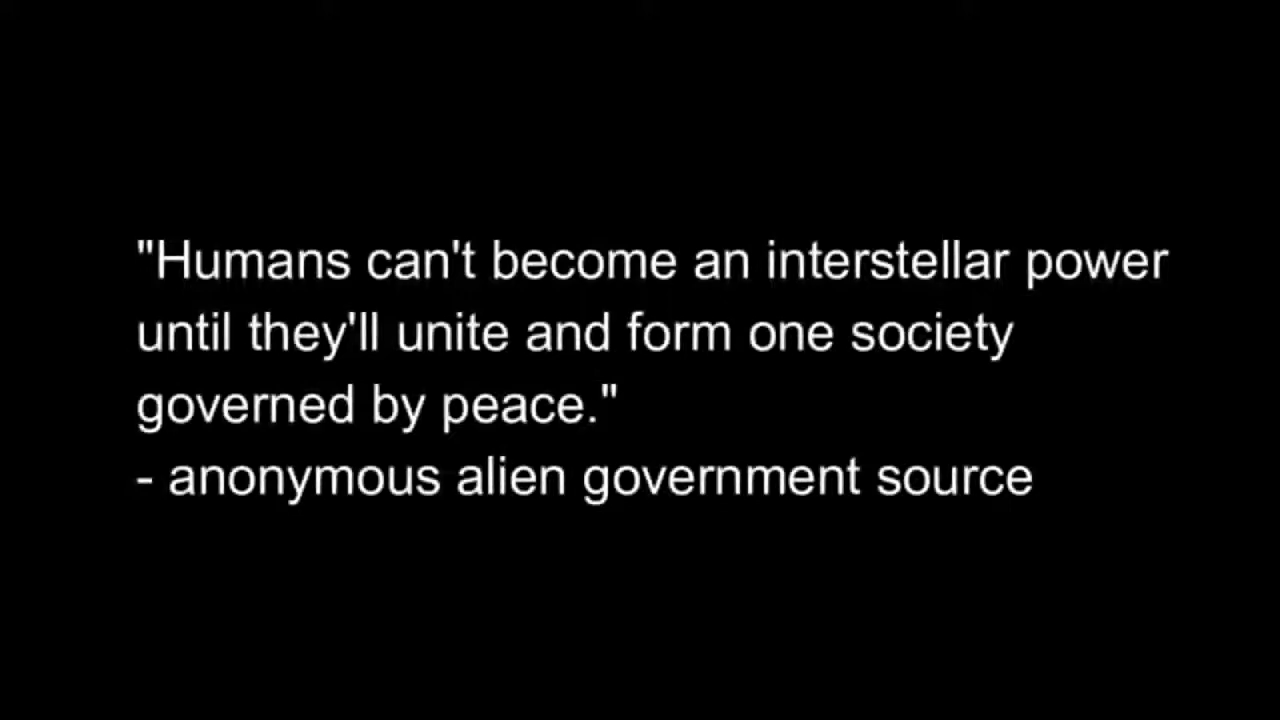 "Humans can't become an interstellar power
until they'll unite and form one society
governed by peace."
- anonymous alien government source